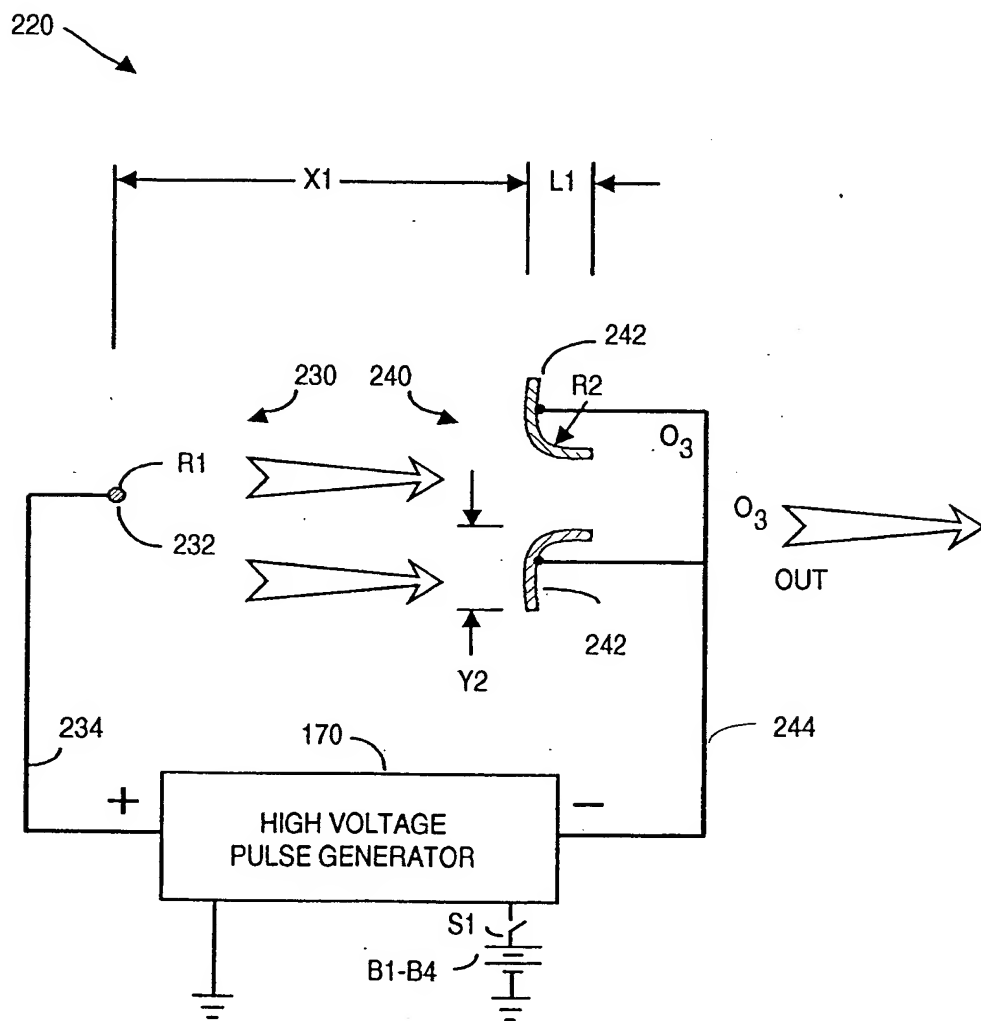 220
X1
L1
242
230
240
R2
O3
R1
232
O3
OUT
242
Y2
234
170
244
+
−
HIGH VOLTAGE
PULSE GENERATOR
S1
B1-B4